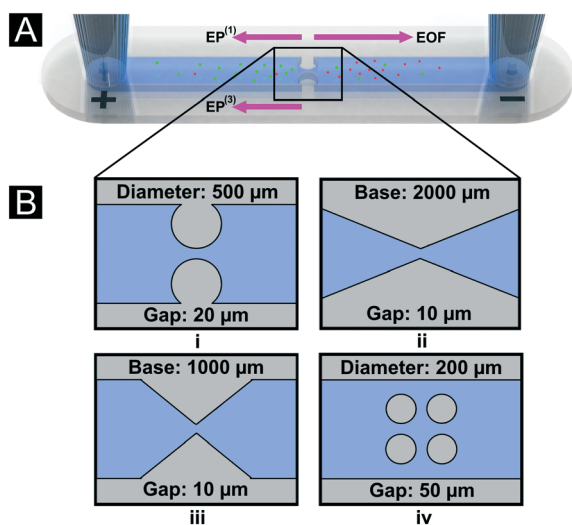 A
EP(1)
EOF
+
−
EP(3)
B
Diameter: 500 µm
Gap: 20 µm
i
Base: 2000 µm
Gap: 10 µm
ii
Base: 1000 µm
Gap: 10 µm
iii
Diameter: 200 µm
Gap: 50 µm
iv